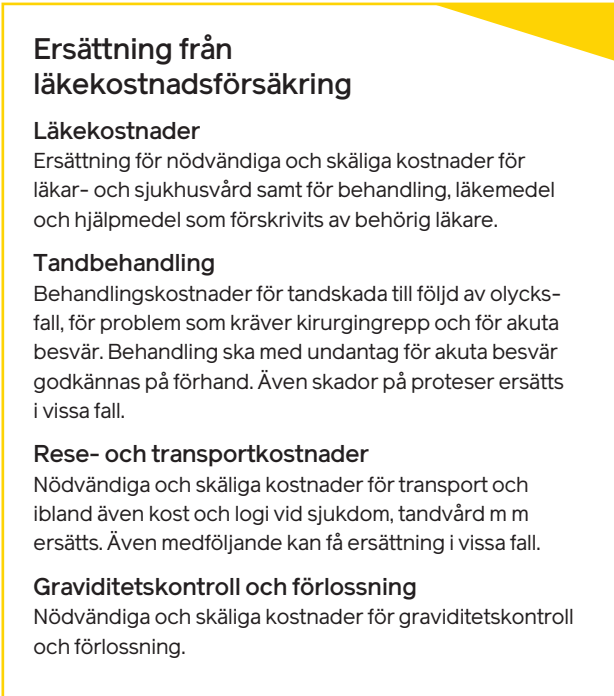 Ersättning från
läkekostnadsförsäkring
Läkekostnader
Ersättning för nödvändiga och skäliga kostnader för
läkar- och sjukhusvård samt för behandling, läkemedel
och hjälpmedel som förskrivits av behörig läkare.
Tandbehandling
Behandlingskostnader för tandskada till följd av olycks-
fall, för problem som kräver kirurgingrepp och för akuta
besvär. Behandling ska med undantag för akuta besvär
godkännas på förhand. Även skador på proteser ersätts
i vissa fall.
Rese- och transportkostnader
Nödvändiga och skäliga kostnader för transport och
ibland även kost och logi vid sjukdom, tandvård m m
ersätts. Även medföljande kan få ersättning i vissa fall.
Graviditetskontroll och förlossning
Nödvändiga och skäliga kostnader för graviditetskontroll
och förlossning.